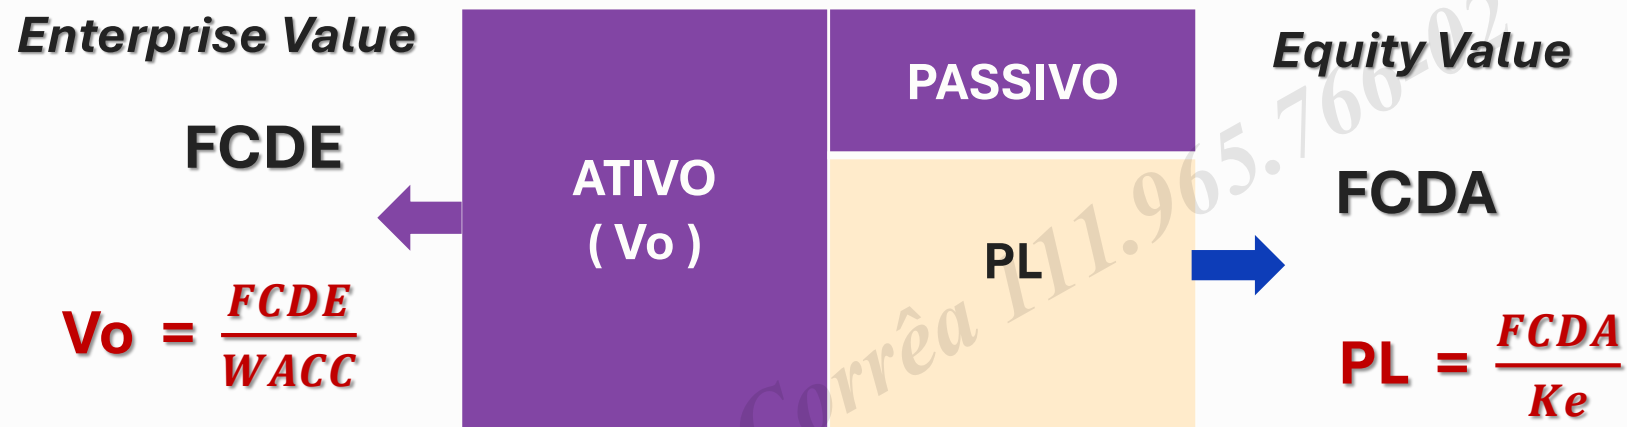 Enterprise Value
FCDE
Vo = FCDE
WACC
ATIVO
( Vo )
PASSIVO
PL
Equity Value
FCDA
PL = FCDA
Ke
Corrêa 111.965.766-02